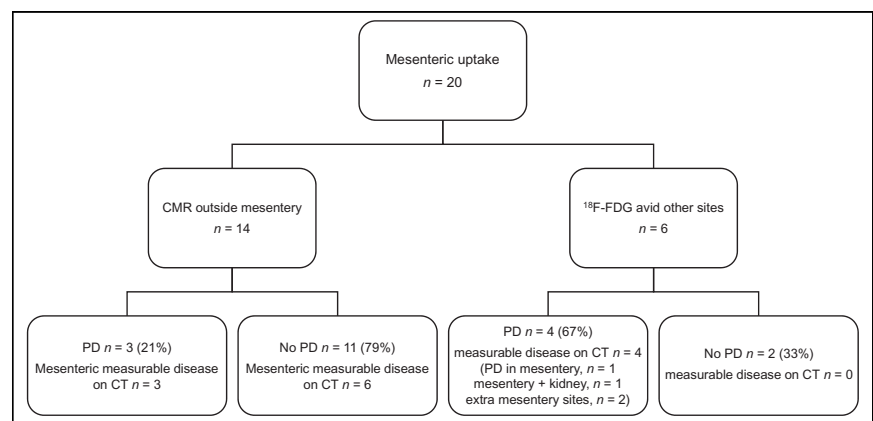 Mesenteric uptake
n = 20
CMR outside mesentery
n = 14
¹⁸F-FDG avid other sites
n = 6
PD n = 3 (21%)
Mesenteric measurable disease
on CT n = 3
No PD n = 11 (79%)
Mesenteric measurable disease
on CT n = 6
PD n = 4 (67%)
measurable disease on CT n = 4
(PD in mesentery, n = 1
mesentery + kidney, n = 1
extra mesentery sites, n = 2)
No PD n = 2 (33%)
measurable disease on CT n = 0